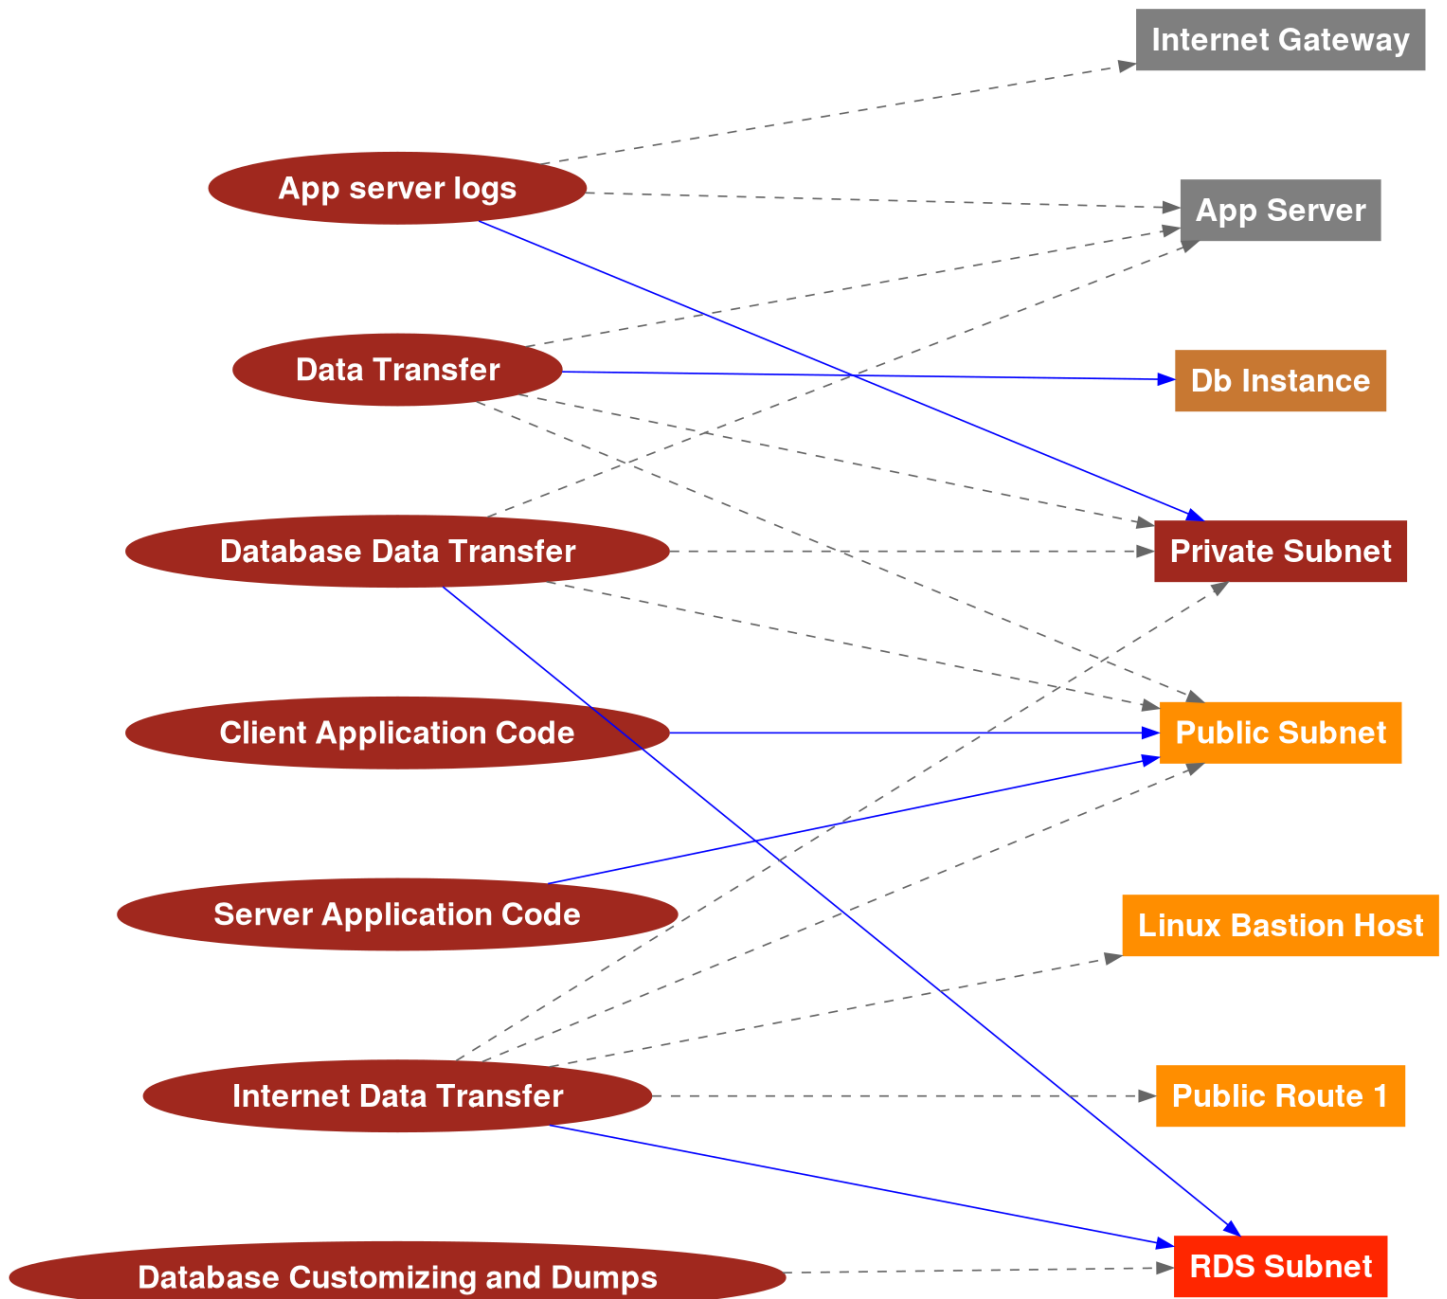 Internet Gateway
App server logs
App Server
Data Transfer
Db Instance
Database Data Transfer
Private Subnet
Client Application Code
Public Subnet
Server Application Code
Linux Bastion Host
Internet Data Transfer
Public Route 1
Database Customizing and Dumps
RDS Subnet